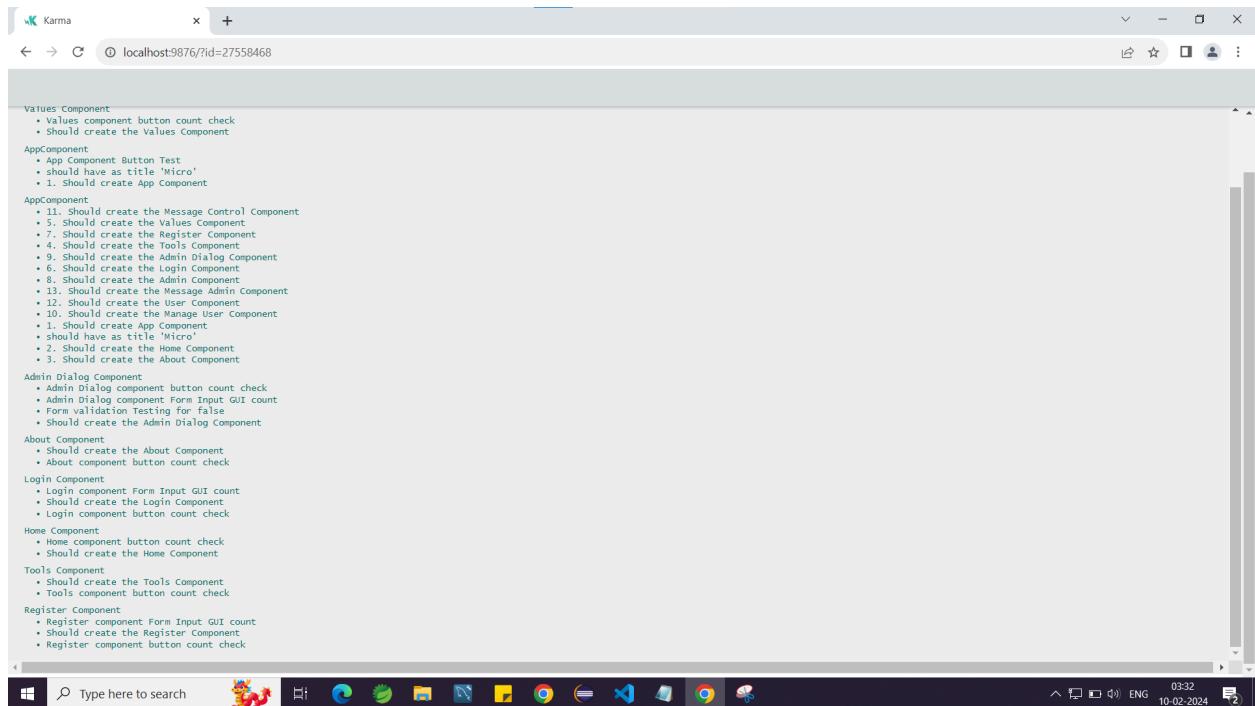 Karma
localhost:9876/?id=27558468
Values Component
• Values component button count check
• Should create the Values Component
AppComponent
• App Component Button Test
• should have as title 'Micro'
• 1. Should create App Component
AppComponent
• 11. Should create the Message Control Component
• 5. Should create the Values Component
• 7. Should create the Register Component
• 4. Should create the Tools Component
• 9. Should create the Admin Dialog Component
• 6. Should create the Login Component
• 8. Should create the Admin Component
• 13. Should create the Message Admin Component
• 12. Should create the User Component
• 10. Should create the Manage User Component
• 1. Should create App Component
• should have as title 'Micro'
• 2. Should create the Home Component
• 3. Should create the About Component
Admin Dialog Component
• Admin Dialog component button count check
• Admin Dialog component Form Input GUI count
• Form validation Testing for false
• Should create the Admin Dialog Component
About Component
• Should create the About Component
• About component button count check
Login Component
• Login component Form Input GUI count
• Should create the Login Component
• Login component button count check
Home Component
• Home component button count check
• Should create the Home Component
Tools Component
• Should create the Tools Component
• Tools component button count check
Register Component
• Register component Form Input GUI count
• Should create the Register Component
• Register component button count check
Type here to search
ENG
03:32
10-02-2024
2